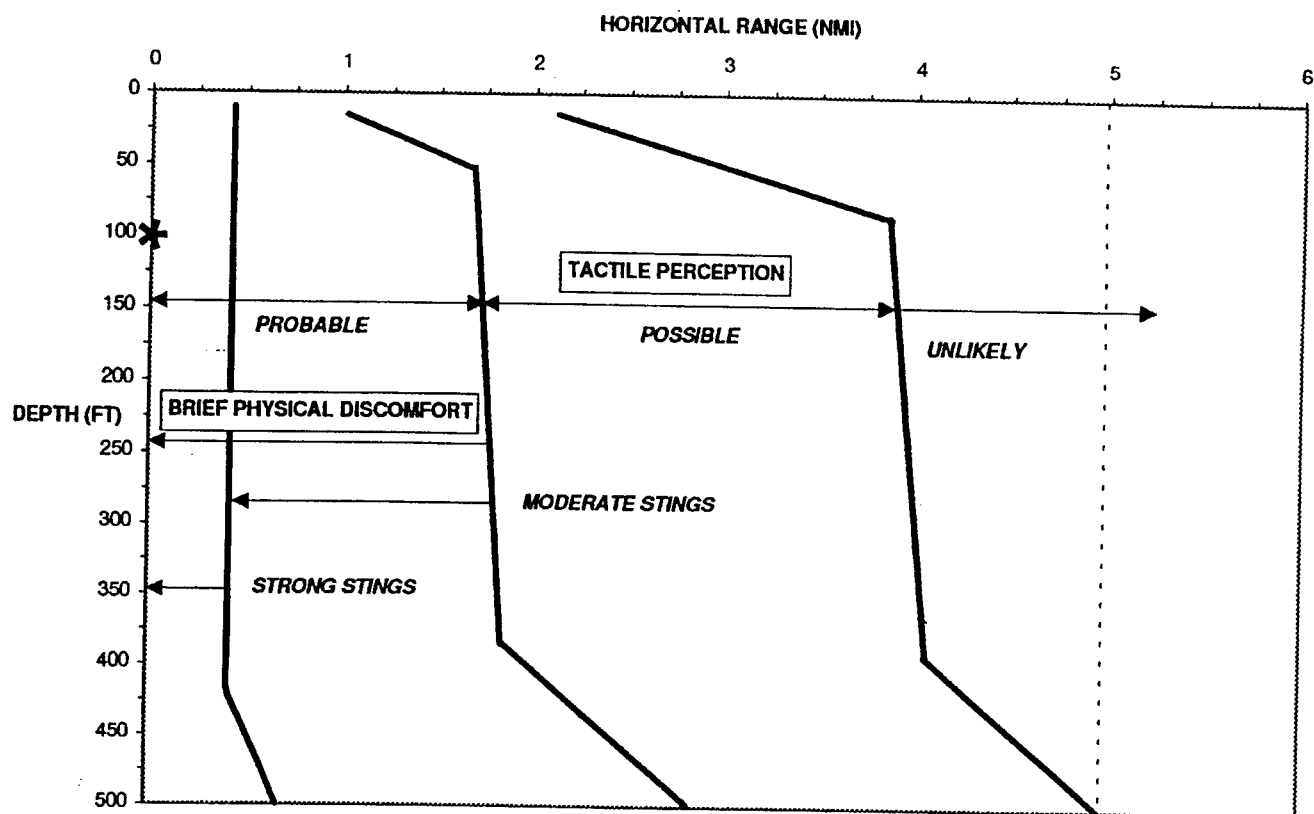 HORIZONTAL RANGE (NMI)
0 1 2 3 4 5 6
0
50
100
150
200
250
300
350
400
450
500
DEPTH (FT)
TACTILE PERCEPTION
PROBABLE
POSSIBLE
UNLIKELY
BRIEF PHYSICAL DISCOMFORT
MODERATE STINGS
STRONG STINGS